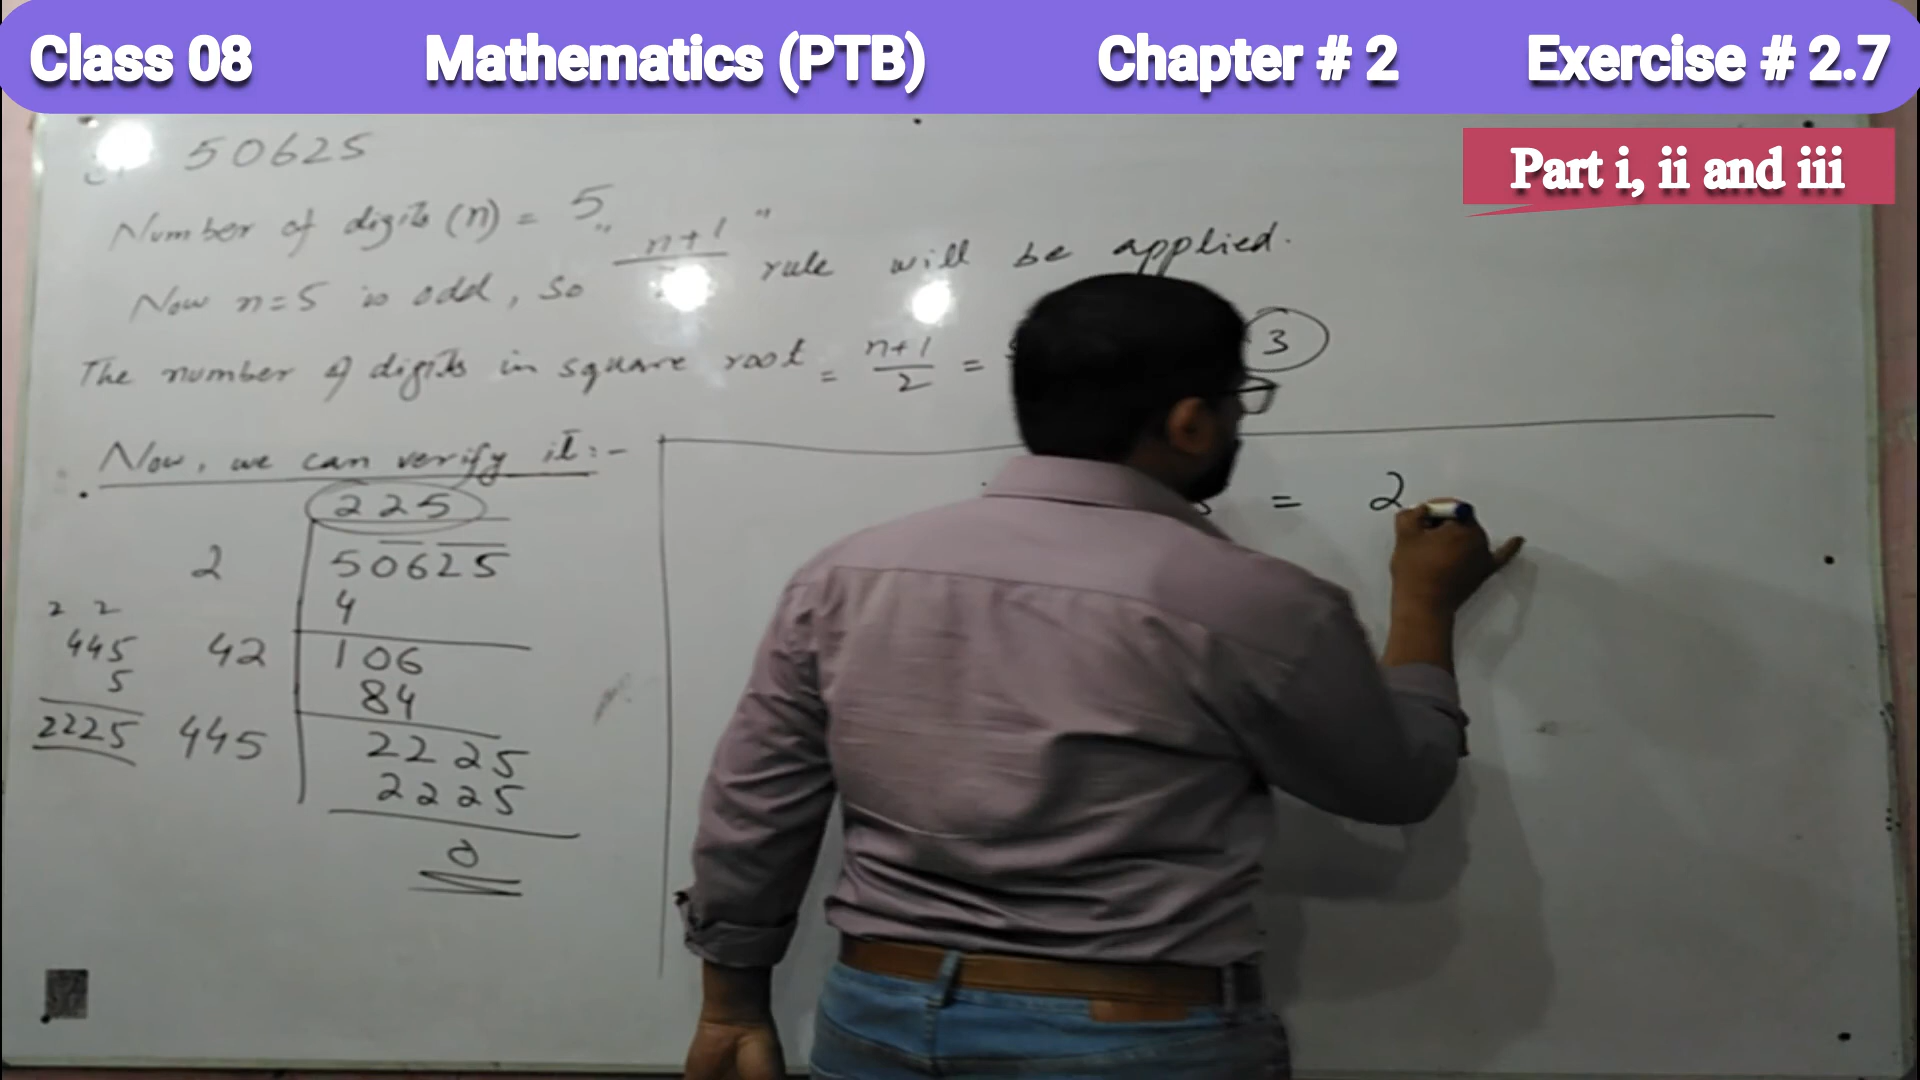 Class 08 Mathematics (PTB) Chapter # 2 Exercise # 2.7
Part i, ii and iii
50625
Number of digits (n) = 5
Now n=5 is odd, so "n+1/2" rule will be applied.
The number of digits in square root = n+1/2 = 3
Now, we can verify it:-
225
2 50625
4
42 106
84
445 2225
2225
0
2 2
445
5
2225
= 2